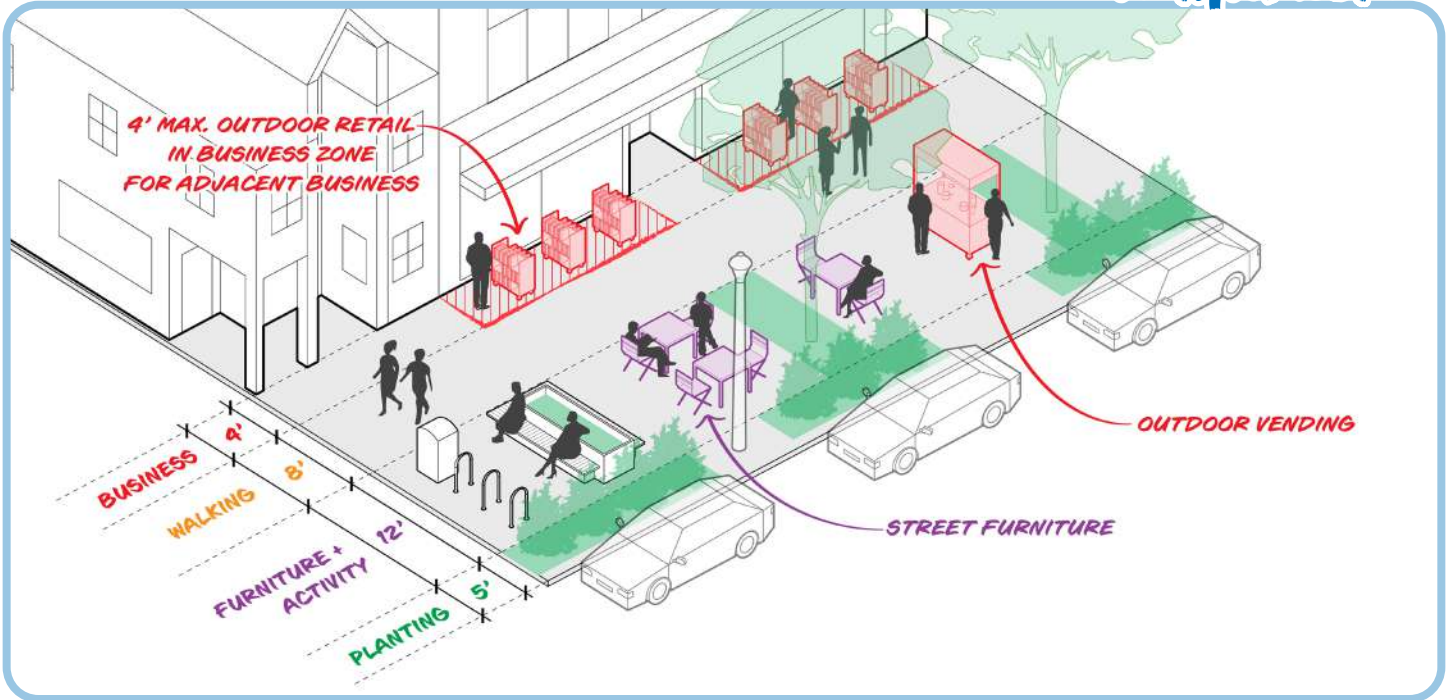 4' MAX. OUTDOOR RETAIL
IN BUSINESS ZONE
FOR ADJACENT BUSINESS
OUTDOOR VENDING
STREET FURNITURE
BUSINESS 4'
WALKING 8'
FURNITURE +
ACTIVITY 12'
PLANTING 5'